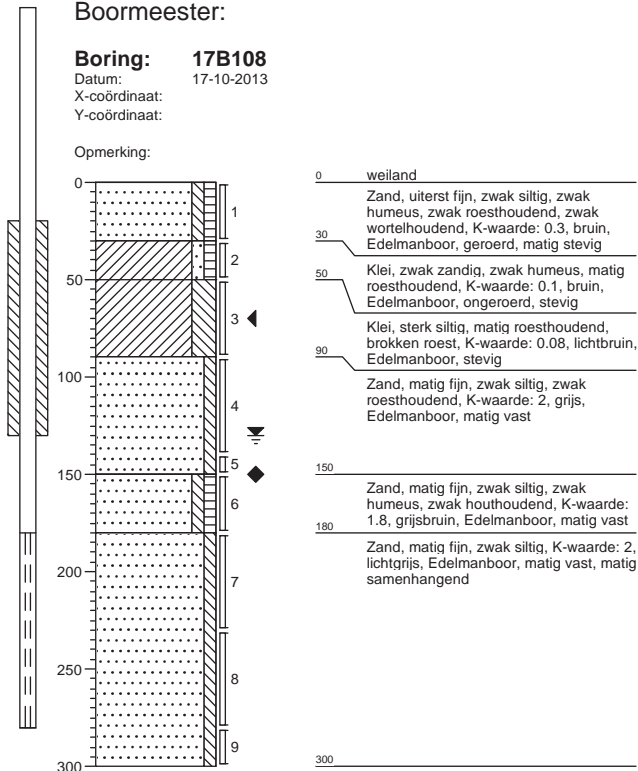 Boormeester:
Boring: 17B108
Datum: 17-10-2013
X-coördinaat:
Y-coördinaat:
Opmerking:
0
50
100
150
200
250
300
1
2
3
4
5
6
7
8
9
0 weiland
Zand, uiterst fijn, zwak siltig, zwak
humeus, zwak roesthoudend, zwak
wortelhoudend, K-waarde: 0.3, bruin,
Edelmanboor, geroerd, matig stevig
30
Klei, zwak zandig, zwak humeus, matig
roesthoudend, K-waarde: 0.1, bruin,
Edelmanboor, ongeroerd, stevig
50
Klei, sterk siltig, matig roesthoudend,
brokken roest, K-waarde: 0.08, lichtbruin,
Edelmanboor, stevig
90
Zand, matig fijn, zwak siltig, zwak
roesthoudend, K-waarde: 2, grijs,
Edelmanboor, matig vast
150
Zand, matig fijn, zwak siltig, zwak
humeus, zwak houthoudend, K-waarde:
1.8, grijsbruin, Edelmanboor, matig vast
180
Zand, matig fijn, zwak siltig, K-waarde: 2,
lichtgrijs, Edelmanboor, matig vast, matig
samenhangend
300